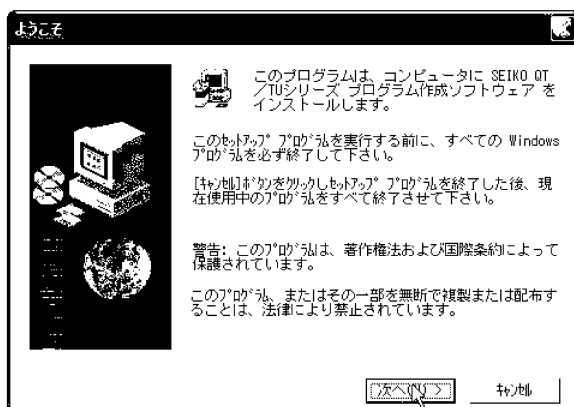 ようこそ
このプログラムは、コンピュータに SEIKO QT
／TUシリーズ プログラム作成ソフトウェア を
インストールします。
このｾｯﾄｱｯﾌﾟ ﾌﾟﾛｸﾞﾗﾑを実行する前に、すべての Windows
ﾌﾟﾛｸﾞﾗﾑを必ず終了して下さい。
[ｷｬﾝｾﾙ]ﾎﾞﾀﾝをｸﾘｯｸしｾｯﾄｱｯﾌﾟ ﾌﾟﾛｸﾞﾗﾑを終了した後、現
在使用中のﾌﾟﾛｸﾞﾗﾑをすべて終了させて下さい。
警告: このﾌﾟﾛｸﾞﾗﾑは、著作権法および国際条約によって
保護されています。
このﾌﾟﾛｸﾞﾗﾑ、またはその一部を無断で複製または配布す
ることは、法律により禁止されています。
次へ(N) >
ｷｬﾝｾﾙ